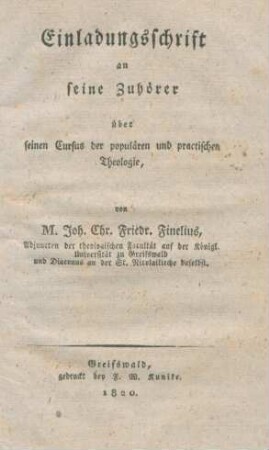 Einladungsschrift
an
seine Zuhörer
über
seinen Cursus der populären und practischen
Theologie,
von
M. Joh. Chr. Friedr. Finelius,
Adjuncten der theologischen Facultät auf der Königl.
Universität zu Greifswald
und Diaconus an der St. Nicolaikirche daselbst.
Greifswald,
gedruckt bey F. W. Kunike.
1820.